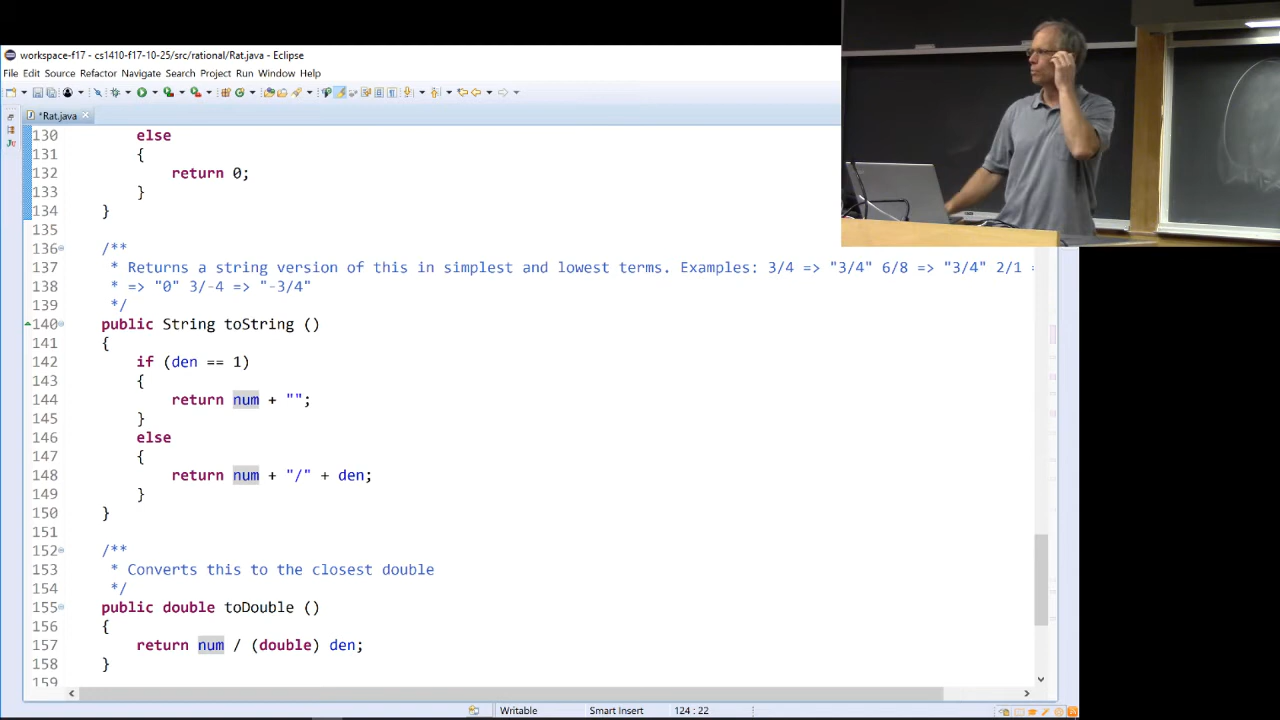 workspace-f17 - cs1410-f17-10-25/src/rational/Rat.java - Eclipse
File Edit Source Refactor Navigate Search Project Run Window Help
*Rat.java
130 else
131 {
132 return 0;
133 }
134 }
135
136 /**
137 * Returns a string version of this in simplest and lowest terms. Examples: 3/4 => "3/4" 6/8 => "3/4" 2/1 =
138 * => "0" 3/-4 => "-3/4"
139 */
140 public String toString ()
141 {
142 if (den == 1)
143 {
144 return num + "";
145 }
146 else
147 {
148 return num + "/" + den;
149 }
150 }
151
152 /**
153 * Converts this to the closest double
154 */
155 public double toDouble ()
156 {
157 return num / (double) den;
158 }
159
Writable Smart Insert 124 : 22